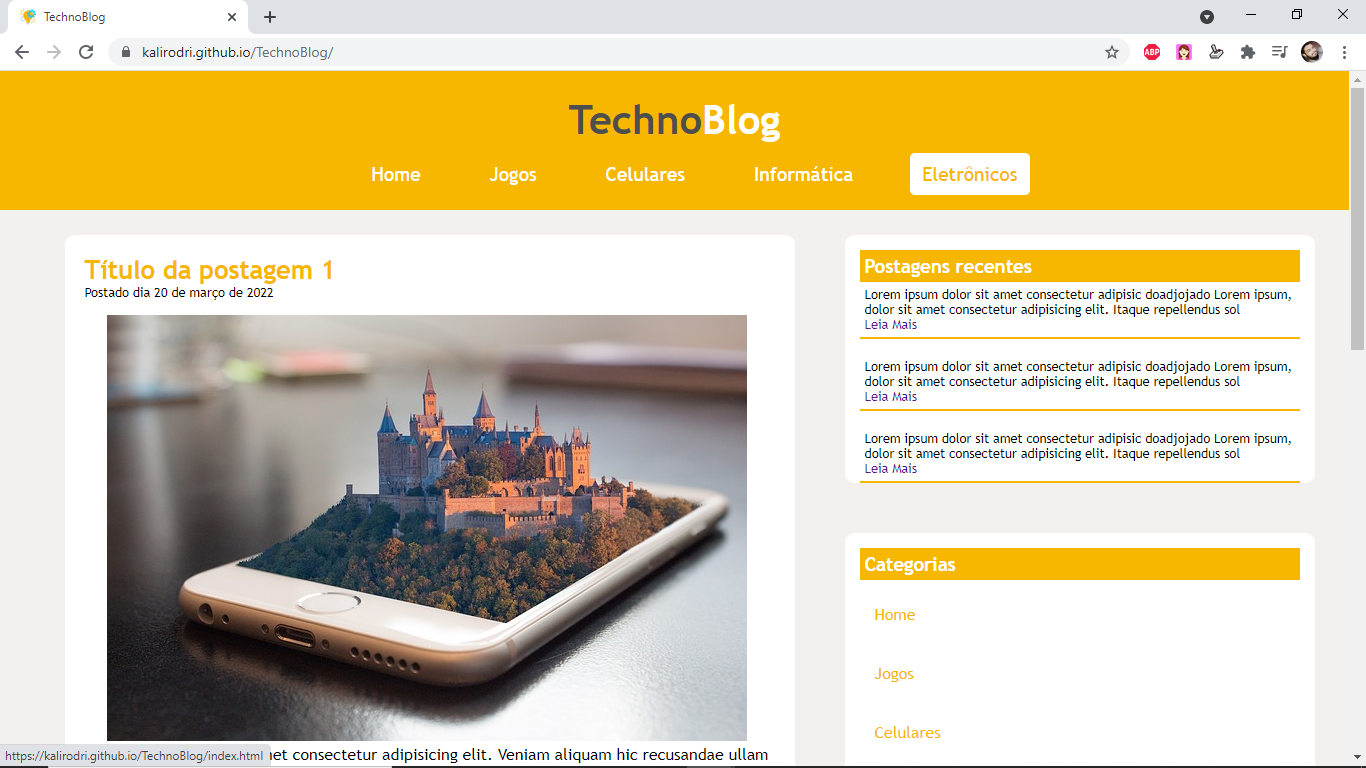 TechnoBlog
kalirodri.github.io/TechnoBlog/
ABP
TechnoBlog
Home Jogos Celulares Informática Eletrônicos
Título da postagem 1
Postado dia 20 de março de 2022
Postagens recentes
Lorem ipsum dolor sit amet consectetur adipisic doadjojado Lorem ipsum,
dolor sit amet consectetur adipisicing elit. Itaque repellendus sol
Leia Mais
Lorem ipsum dolor sit amet consectetur adipisic doadjojado Lorem ipsum,
dolor sit amet consectetur adipisicing elit. Itaque repellendus sol
Leia Mais
Lorem ipsum dolor sit amet consectetur adipisic doadjojado Lorem ipsum,
dolor sit amet consectetur adipisicing elit. Itaque repellendus sol
Leia Mais
Categorias
Home
Jogos
Celulares
consectetur adipisicing elit. Veniam aliquam hic recusandae ullam
https://kalirodri.github.io/TechnoBlog/index.html